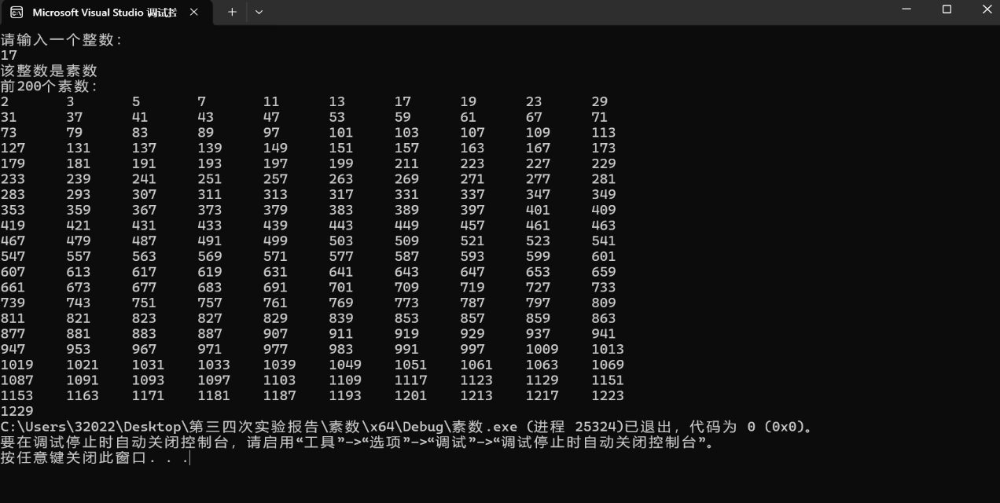 Microsoft Visual Studio 调试控
请输入一个整数:
17
该整数是素数
前200个素数:
2 3 5 7 11 13 17 19 23 29
31 37 41 43 47 53 59 61 67 71
73 79 83 89 97 101 103 107 109 113
127 131 137 139 149 151 157 163 167 173
179 181 191 193 197 199 211 223 227 229
233 239 241 251 257 263 269 271 277 281
283 293 307 311 313 317 331 337 347 349
353 359 367 373 379 383 389 397 401 409
419 421 431 433 439 443 449 457 461 463
467 479 487 491 499 503 509 521 523 541
547 557 563 569 571 577 587 593 599 601
607 613 617 619 631 641 643 647 653 659
661 673 677 683 691 701 709 719 727 733
739 743 751 757 761 769 773 787 797 809
811 821 823 827 829 839 853 857 859 863
877 881 883 887 907 911 919 929 937 941
947 953 967 971 977 983 991 997 1009 1013
1019 1021 1031 1033 1039 1049 1051 1061 1063 1069
1087 1091 1093 1097 1103 1109 1117 1123 1129 1151
1153 1163 1171 1181 1187 1193 1201 1213 1217 1223
1229
C:\Users\32022\Desktop\第三四次实验报告\素数\x64\Debug\素数.exe (进程 25324)已退出，代码为 0 (0x0)。
要在调试停止时自动关闭控制台，请启用“工具”->“选项”->“调试”->“调试停止时自动关闭控制台”。
按任意键关闭此窗口. . .